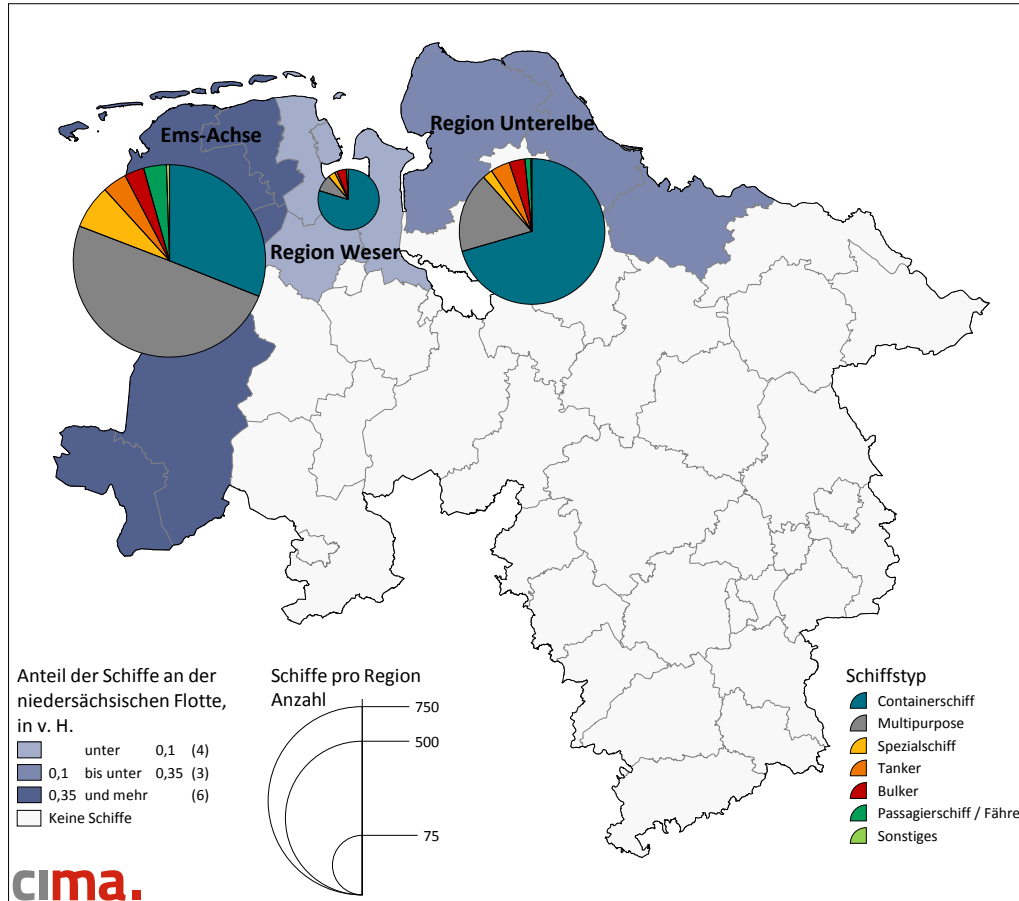 Ems-Achse
Region Unterelbe
Region Weser
Anteil der Schiffe an der
niedersächsischen Flotte,
in v. H.
unter 0,1 (4)
0,1 bis unter 0,35 (3)
0,35 und mehr (6)
Keine Schiffe
Schiffe pro Region
Anzahl
750
500
75
Schiffstyp
Containerschiff
Multipurpose
Spezialschiff
Tanker
Bulker
Passagierschiff / Fähre
Sonstiges
cima.